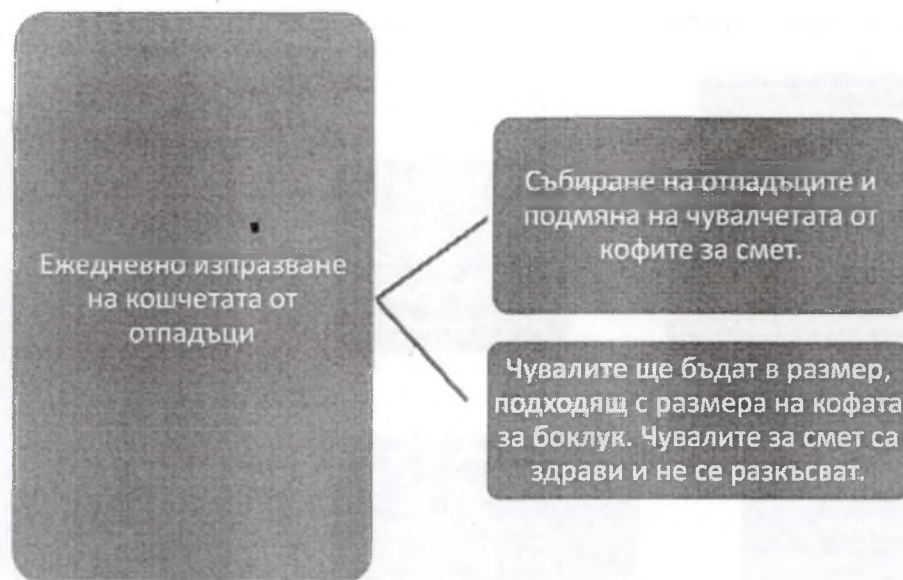 Ежедневно изпразване
на кошчетата от
отпадъци
Събиране на отпадъците и
подмяна на чувалчетата от
кофите за смет.
Чувалите ще бъдат в размер,
подходящ с размера на кофата
за боклук. Чувалите за смет са
здрави и не се разкъсват.